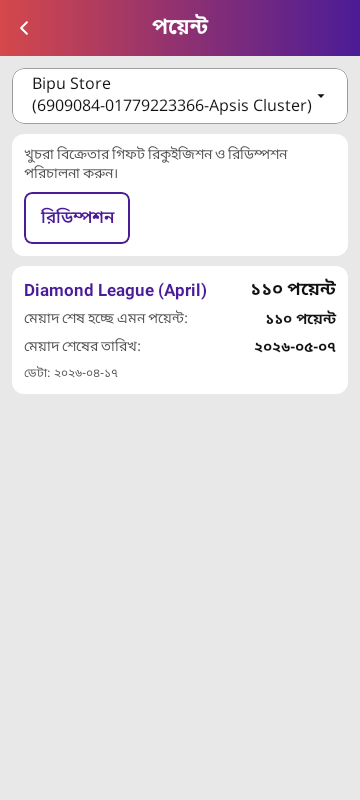 পয়েন্ট
Bipu Store
(6909084-01779223366-Apsis Cluster)
খুচরা বিক্রেতার গিফট রিকুইজিশন ও রিডিম্পশন
পরিচালনা করুন।
রিডিম্পশন
Diamond League (April) ১১০ পয়েন্ট
মেয়াদ শেষ হচ্ছে এমন পয়েন্ট: ১১০ পয়েন্ট
মেয়াদ শেষের তারিখ: ২০২৬-০৫-০৭
ডেটা: ২০২৬-০৪-১৭